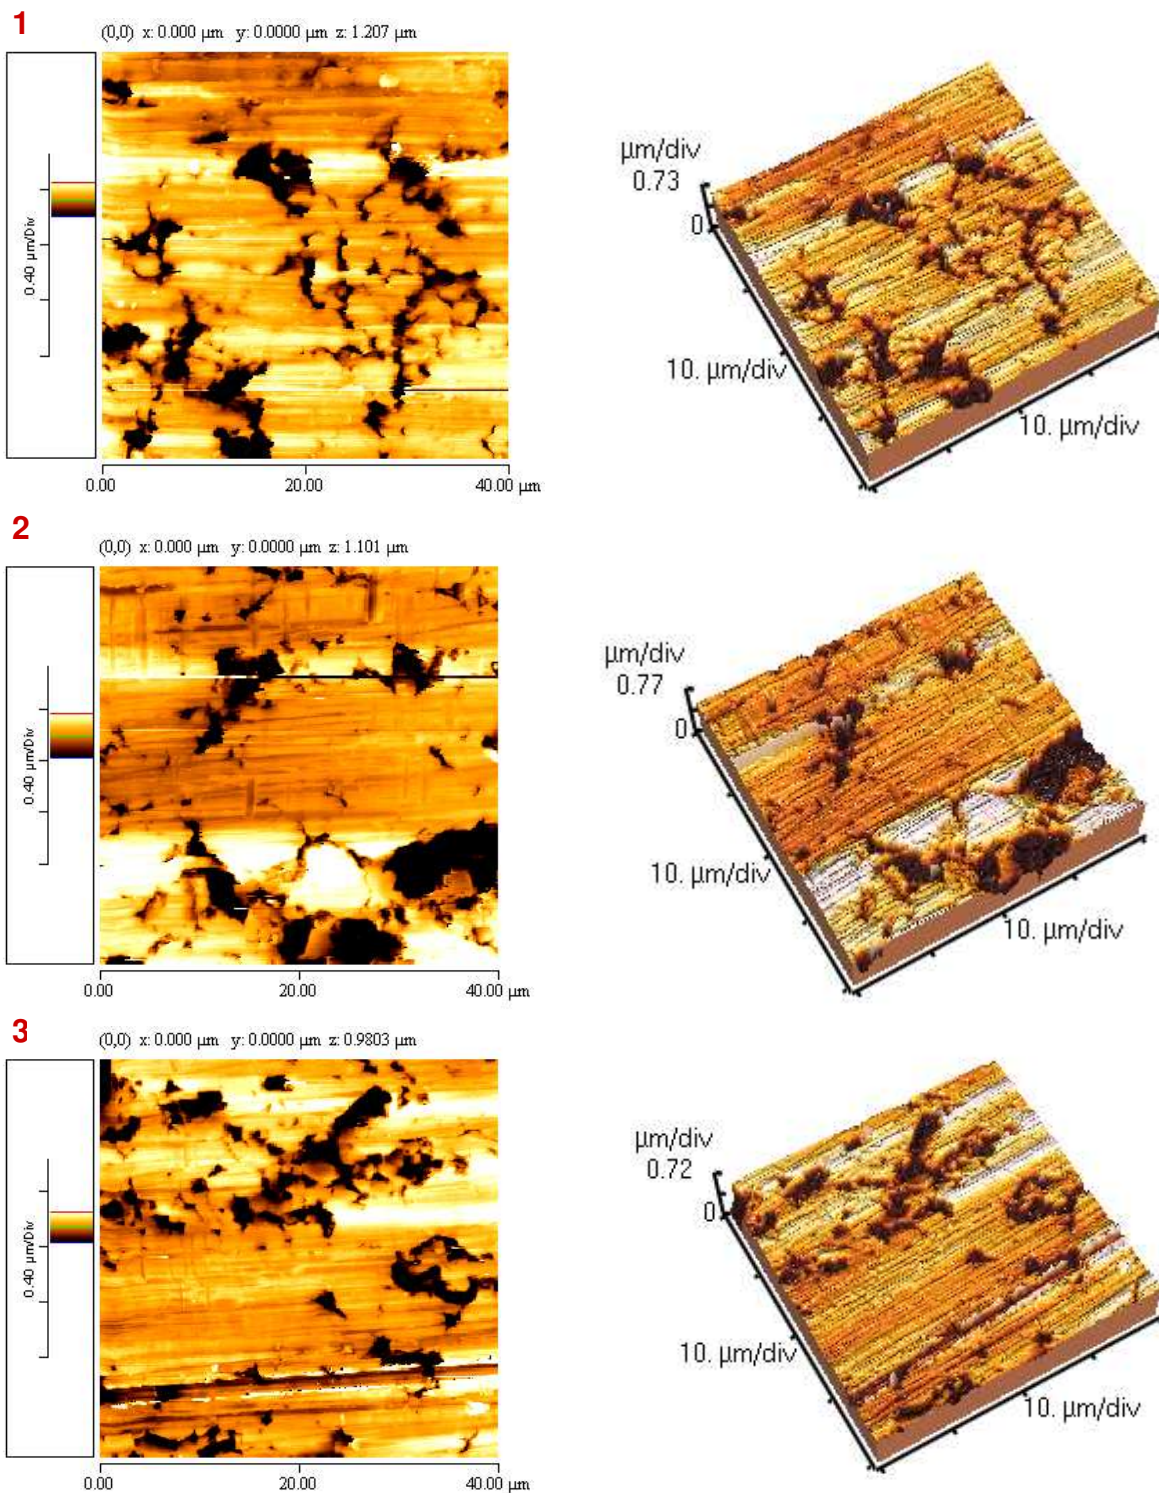 1
(0,0) x: 0.000 µm y: 0.0000 µm z: 1.207 µm
0.40 µm/Div
0.00 20.00 40.00 µm
µm/div
0.73
0
10. µm/div
10. µm/div
2
(0,0) x: 0.000 µm y: 0.0000 µm z: 1.101 µm
0.40 µm/Div
0.00 20.00 40.00 µm
µm/div
0.77
0
10. µm/div
10. µm/div
3
(0,0) x: 0.000 µm y: 0.0000 µm z: 0.9803 µm
0.40 µm/Div
0.00 20.00 40.00 µm
µm/div
0.72
0
10. µm/div
10. µm/div